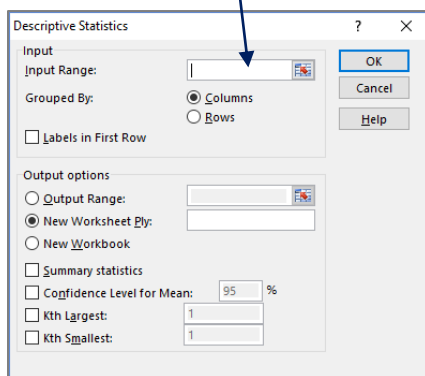 Descriptive Statistics ? ×
Input
Input Range:
Grouped By: Columns
Rows
Labels in First Row
OK
Cancel
Help
Output options
Output Range:
New Worksheet Ply:
New Workbook
Summary statistics
Confidence Level for Mean: 95 %
Kth Largest: 1
Kth Smallest: 1